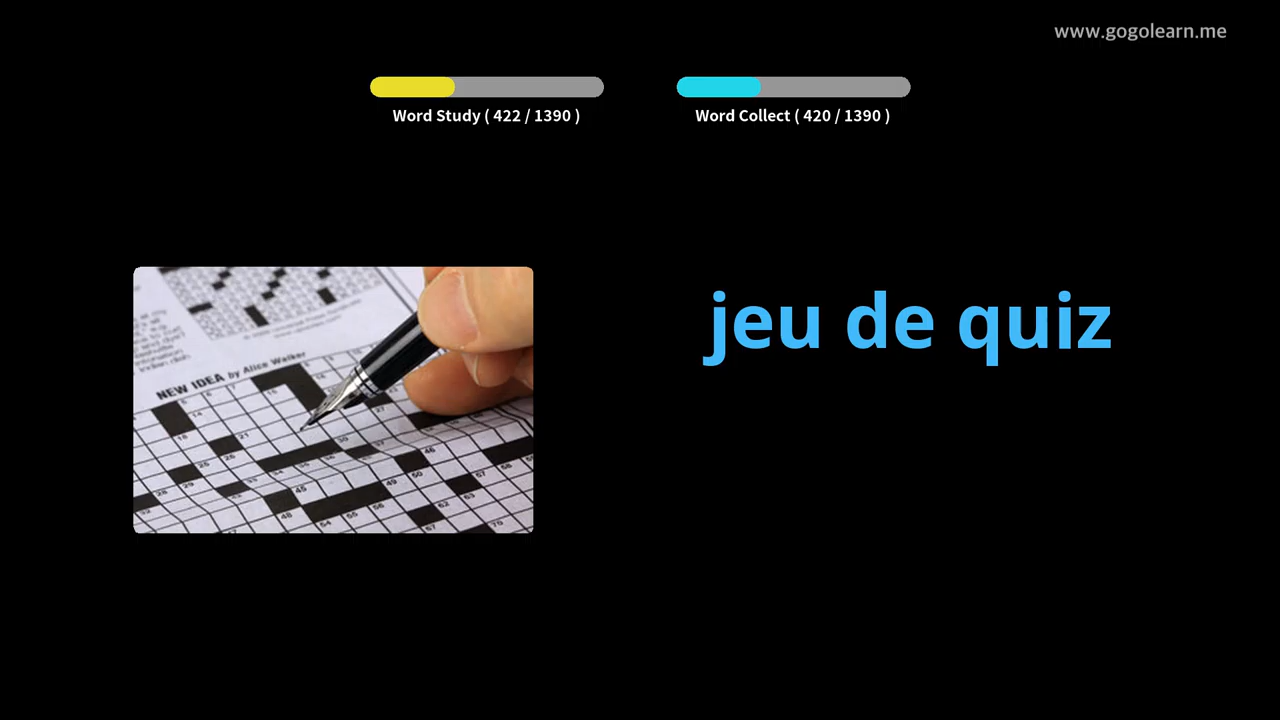 www.gogolearn.me
Word Study ( 422 / 1390 )
Word Collect ( 420 / 1390 )
jeu de quiz
NEW IDEA by Alice Walker